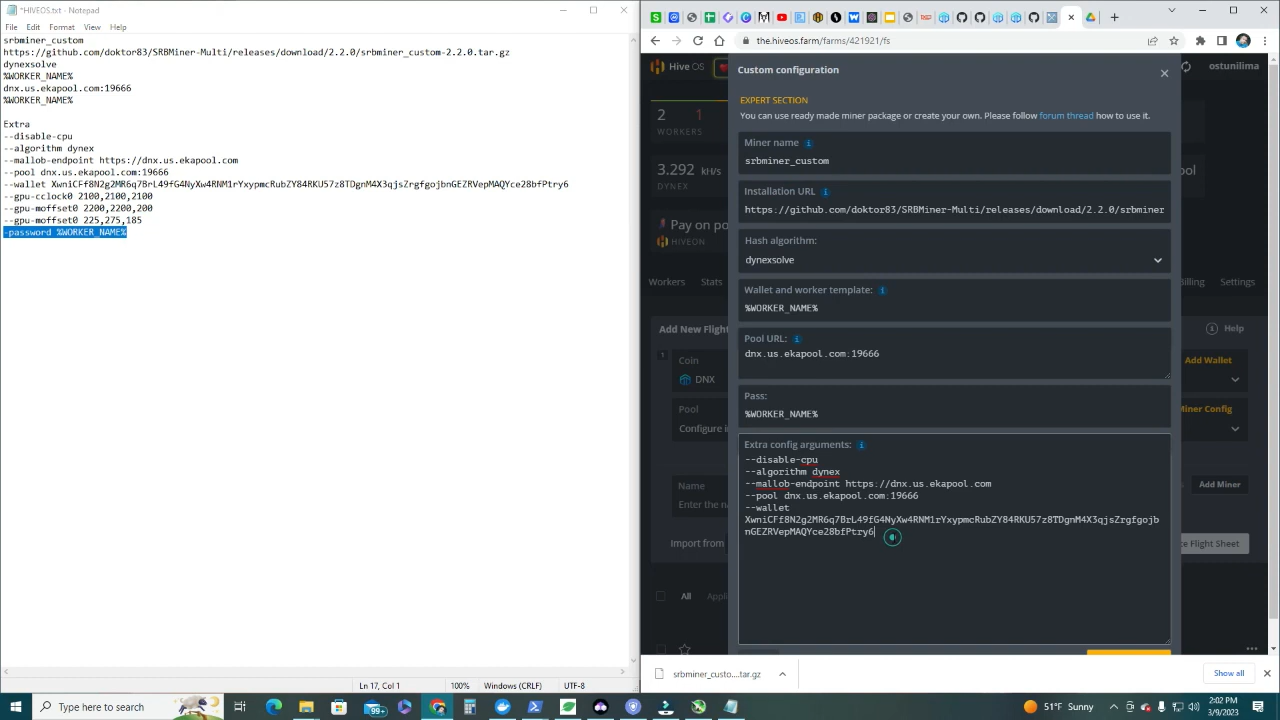 *HIVEOS.txt - Notepad
File Edit Format View Help
srbminer_custom
https://github.com/doktor83/SRBMiner-Multi/releases/download/2.2.0/srbminer_custom-2.2.0.tar.gz
dynexsolve
%WORKER_NAME%
dnx.us.ekapool.com:19666
%WORKER_NAME%
Extra
--disable-cpu
--algorithm dynex
--mallob-endpoint https://dnx.us.ekapool.com
--pool dnx.us.ekapool.com:19666
--wallet XwniCFf8N2g2MR6q7BrL49fG4NyXw4RNM1rYxypmcRubZY84RKU57z8TDgnM4X3qjsZrgfgojbnGEZRVepMAQYce28bfPtry6
--gpu-cclock0 2100,2100,2100
--gpu-moffset0 2200,2200,200
--gpu-moffset0 225,275,185
-password %WORKER_NAME%
Ln 17, Col 1 100% Windows (CRLF) UTF-8
the.hiveos.farm/farms/421921/fs
Hive OS
ostunilima
2 1
WORKERS
3.292 kH/s
DYNEX
Pay on po
HIVEON
ool
Workers Stats
Billing Settings
Add New Flight
Help
1
Coin
DNX
Add Wallet
Pool
Configure i
Miner Config
Name
Enter the n
Add Miner
Import from
te Flight Sheet
All Appli
Custom configuration
EXPERT SECTION
You can use ready made miner package or create your own. Please follow forum thread how to use it.
Miner name
srbminer_custom
Installation URL
https://github.com/doktor83/SRBMiner-Multi/releases/download/2.2.0/srbminer
Hash algorithm:
dynexsolve
Wallet and worker template:
%WORKER_NAME%
Pool URL:
dnx.us.ekapool.com:19666
Pass:
%WORKER_NAME%
Extra config arguments:
--disable-cpu
--algorithm dynex
--mallob-endpoint https://dnx.us.ekapool.com
--pool dnx.us.ekapool.com:19666
--wallet
XwniCFf8N2g2MR6q7BrL49fG4NyXw4RNM1rYxypmcRubZY84RKU57z8TDgnM4X3qjsZrgfgojb
nGEZRVepMAQYce28bfPtry6
srbminer_custo....tar.gz
Show all
Type here to search
99+
51°F Sunny
2:02 PM
3/9/2023